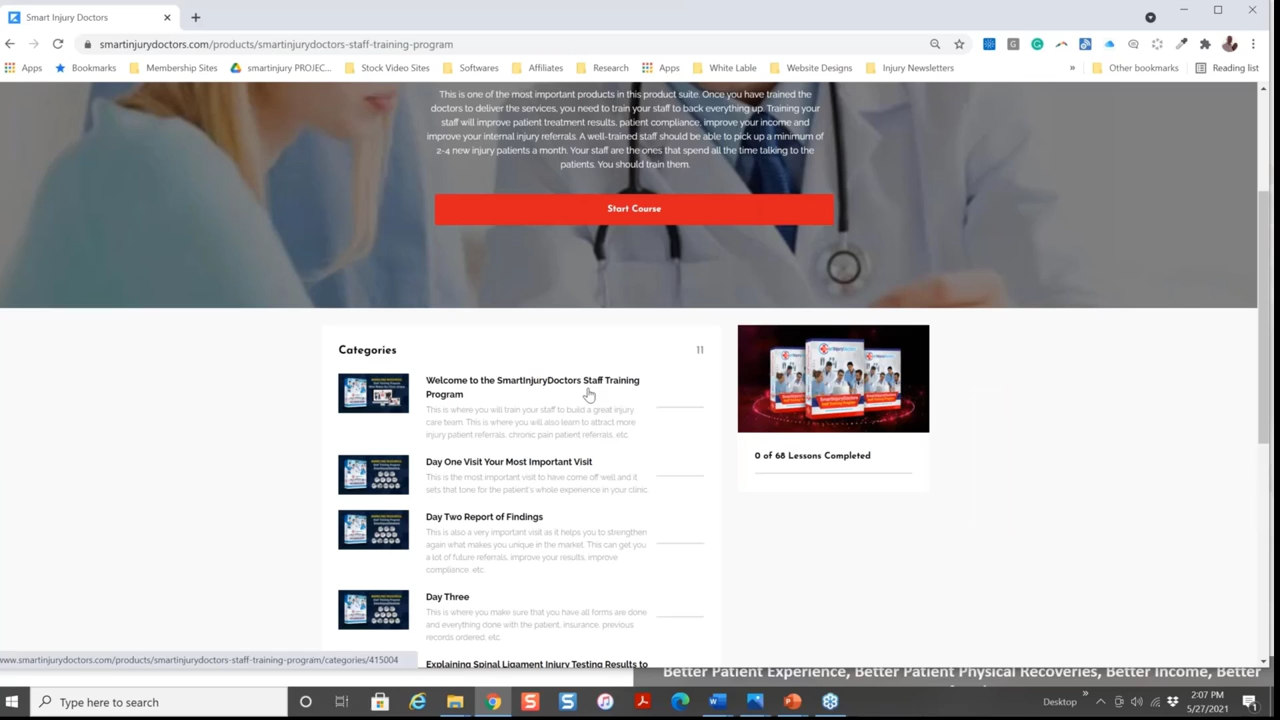 Smart Injury Doctors
smartinjurydoctors.com/products/smartinjurydoctors-staff-training-program
Apps
Bookmarks
Membership Sites
smartinjury PROJEC...
Stock Video Sites
Softwares
Affiliates
Research
Apps
White Lable
Website Designs
Injury Newsletters
»
Other bookmarks
Reading list
This is one of the most important products in this product suite. Once you have trained the
doctors to deliver the services, you need to train your staff to back everything up. Training your
staff will improve patient treatment results, patient compliance, improve your income and
improve your internal injury referrals. A well-trained staff should be able to pick up a minimum of
2-4 new injury patients a month. Your staff are the ones that spend all the time talking to the
patients. You should train them.
Start Course
Categories
11
Welcome to the SmartInjuryDoctors Staff Training
Program
This is where you will train your staff to build a great injury
care team. This is where you will also learn to attract more
injury patient referrals, chronic pain patient referrals, etc.
Day One Visit Your Most Important Visit
This is the most important visit to have come off well and it
sets that tone for the patient's whole experience in your clinic.
Day Two Report of Findings
This is also a very important visit as it helps you to strengthen
again what makes you unique in the market. This can get you
a lot of future referrals, improve your results, improve
compliance, etc.
Day Three
This is where you make sure that you have all forms are done
and everything done with the patient, insurance, previous
records ordered, etc.
Explaining Spinal Ligament Injury Testing Results to
0 of 68 Lessons Completed
www.smartinjurydoctors.com/products/smartinjurydoctors-staff-training-program/categories/415004
Better Patient Experience, Better Patient Physical Recoveries, Better Income, Better
Type here to search
Desktop
»
2:07 PM
5/27/2021